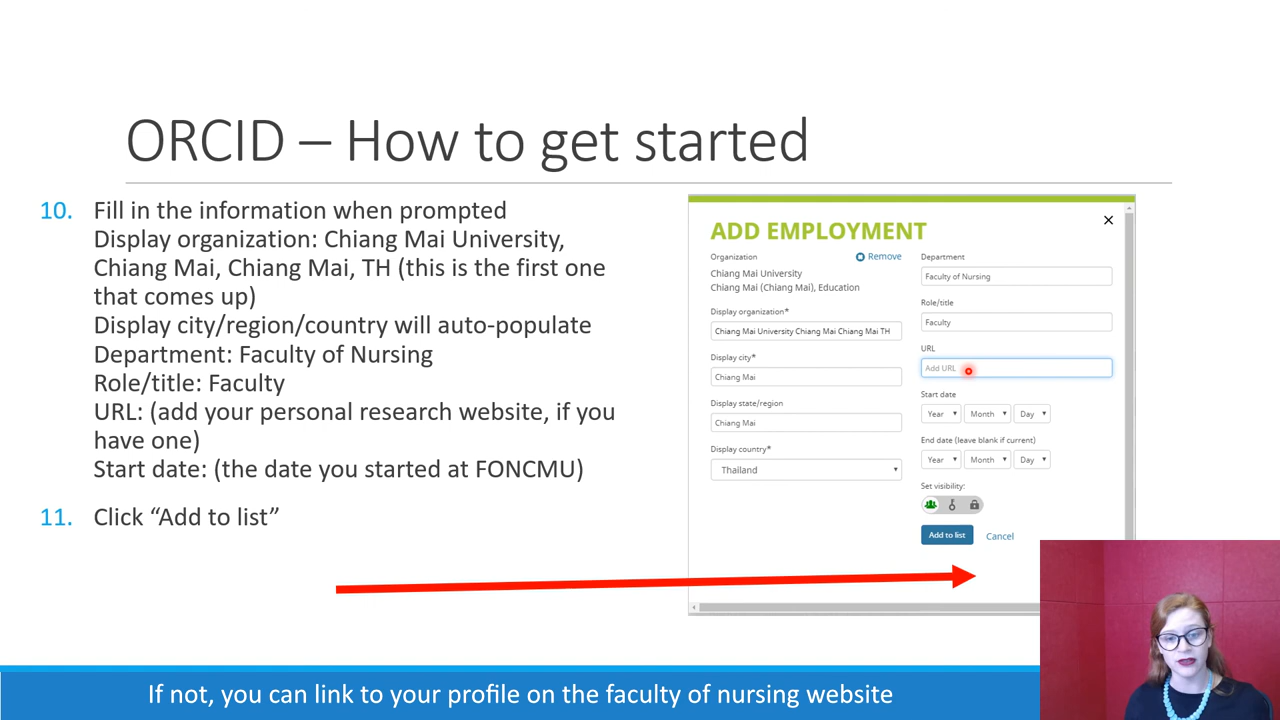 ORCID – How to get started
10. Fill in the information when prompted
Display organization: Chiang Mai University,
Chiang Mai, Chiang Mai, TH (this is the first one
that comes up)
Display city/region/country will auto-populate
Department: Faculty of Nursing
Role/title: Faculty
URL: (add your personal research website, if you
have one)
Start date: (the date you started at FONCMU)
11. Click “Add to list”
ADD EMPLOYMENT
Organization
Remove
Chiang Mai University
Chiang Mai (Chiang Mai), Education
Display organization*
Chiang Mai University Chiang Mai Chiang Mai TH
Display city*
Chiang Mai
Display state/region
Chiang Mai
Display country*
Thailand
Department
Faculty of Nursing
Role/title
Faculty
URL
Add URL
Start date
Year Month Day
End date (leave blank if current)
Year Month Day
Set visibility:
Add to list Cancel
If not, you can link to your profile on the faculty of nursing website